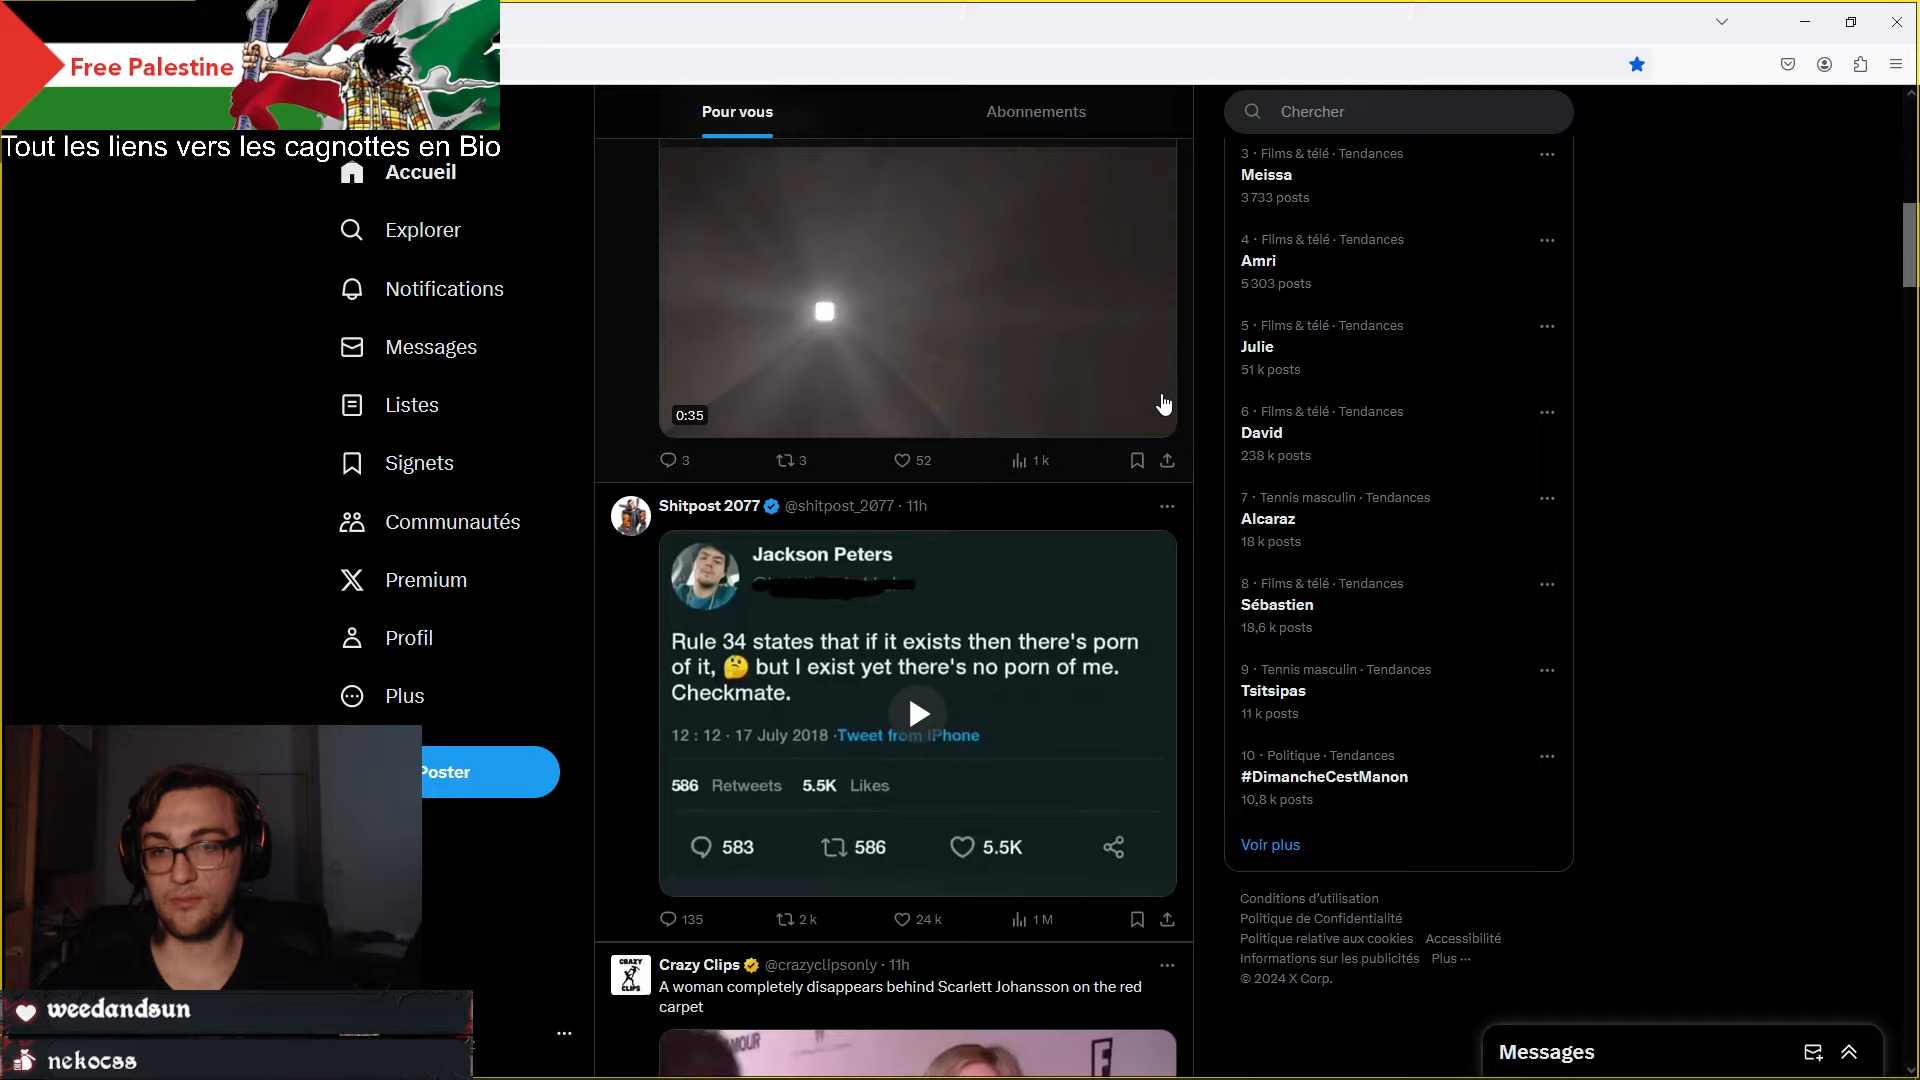 Free Palestine
Tout les liens vers les cagnottes en Bio
Accueil
Explorer
Notifications
Messages
Listes
Signets
Communautés
Premium
Profil
Plus
Poster
weedandsun
nekocss
Pour vous
Abonnements
0:35
3
3
52
1 k
Shitpost 2077 @shitpost_2077 · 11h
Jackson Peters
Rule 34 states that if it exists then there's porn
of it, 🤔 but I exist yet there's no porn of me.
Checkmate.
12 : 12 · 17 July 2018 · Tweet from iPhone
586 Retweets 5.5K Likes
583
586
5.5K
135
2 k
24 k
1 M
Crazy Clips @crazyclipsonly · 11h
A woman completely disappears behind Scarlett Johansson on the red
carpet
CRAZY
CLIPS
Chercher
3 · Films & télé · Tendances
Meissa
3 733 posts
4 · Films & télé · Tendances
Amri
5 303 posts
5 · Films & télé · Tendances
Julie
51 k posts
6 · Films & télé · Tendances
David
238 k posts
7 · Tennis masculin · Tendances
Alcaraz
18 k posts
8 · Films & télé · Tendances
Sébastien
18,6 k posts
9 · Tennis masculin · Tendances
Tsitsipas
11 k posts
10 · Politique · Tendances
#DimancheCestManon
10,8 k posts
Voir plus
Conditions d'utilisation
Politique de Confidentialité
Politique relative aux cookies Accessibilité
Informations sur les publicités Plus ···
© 2024 X Corp.
Messages